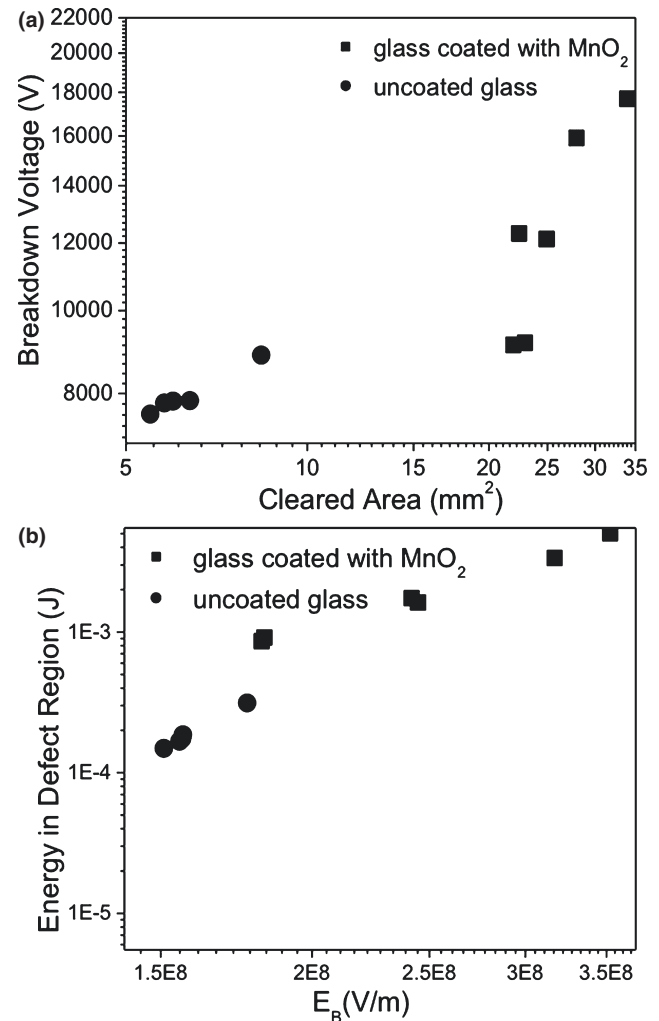 (a)
22000
20000
18000
16000
14000
12000
10000
8000
Breakdown Voltage (V)
glass coated with MnO2
uncoated glass
5 10 15 20 25 30 35
Cleared Area (mm2)
(b)
glass coated with MnO2
uncoated glass
Energy in Defect Region (J)
1E-3
1E-4
1E-5
1.5E8 2E8 2.5E8 3E8 3.5E8
EB(V/m)